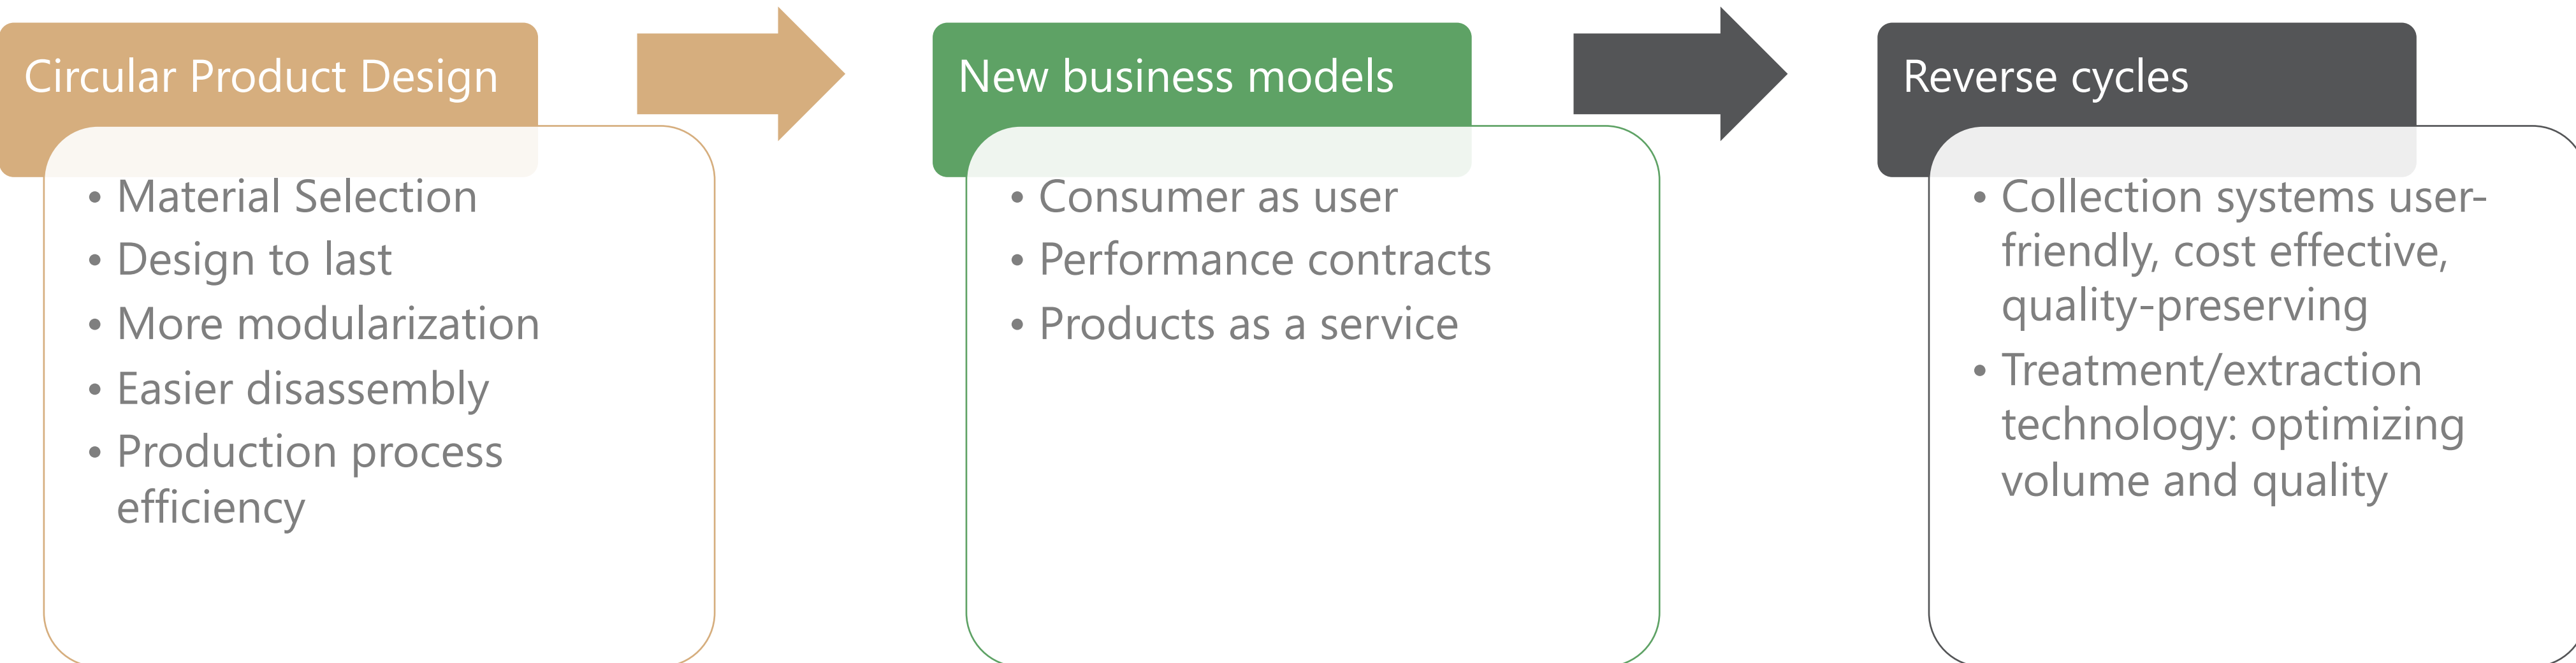 Circular Product Design
• Material Selection
• Design to last
• More modularization
• Easier disassembly
• Production process
efficiency
New business models
• Consumer as user
• Performance contracts
• Products as a service
Reverse cycles
• Collection systems user-
friendly, cost effective,
quality-preserving
• Treatment/extraction
technology: optimizing
volume and quality